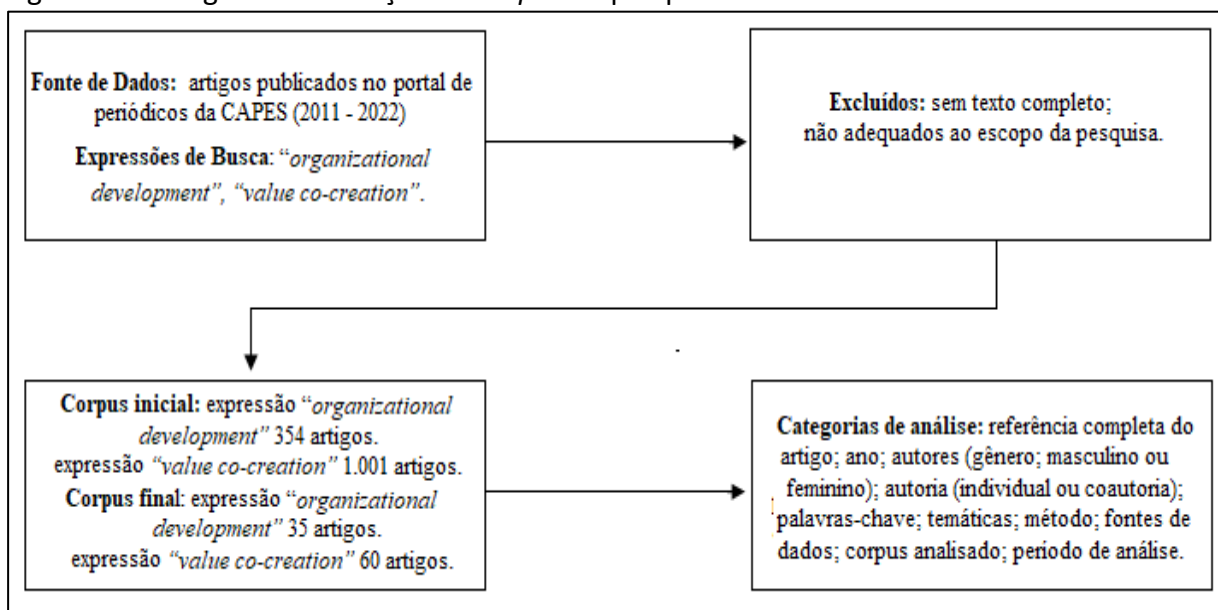 Fonte de Dados: artigos publicados no portal de
periódicos da CAPES (2011 - 2022)
Expressões de Busca: “organizational
development”, “value co-creation”.
Excluídos: sem texto completo;
não adequados ao escopo da pesquisa.
Corpus inicial: expressão “organizational
development” 354 artigos.
expressão “value co-creation” 1.001 artigos.
Corpus final: expressão “organizational
development” 35 artigos.
expressão “value co-creation” 60 artigos.
Categorias de análise: referência completa do
artigo; ano; autores (gênero; masculino ou
feminino); autoria (individual ou coautoria);
palavras-chave; temáticas; método; fontes de
dados; corpus analisado; período de análise.